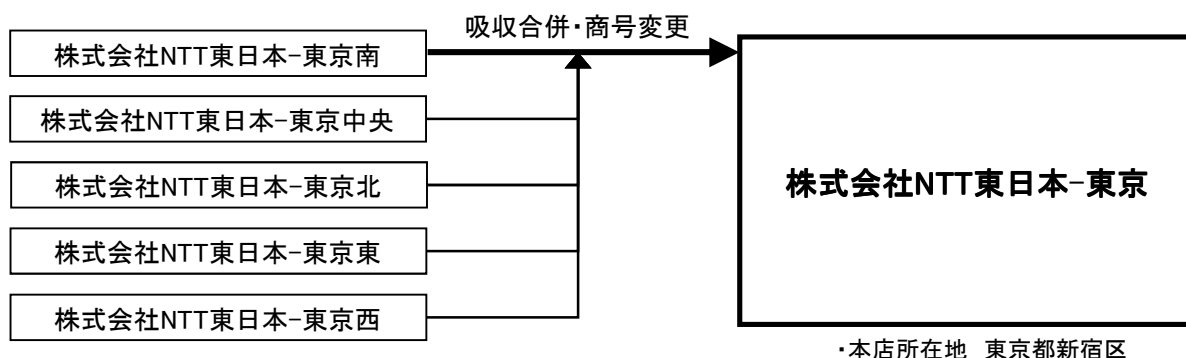 吸収合併・商号変更
株式会社NTT東日本-東京南
株式会社NTT東日本-東京中央
株式会社NTT東日本-東京北
株式会社NTT東日本-東京東
株式会社NTT東日本-東京西
株式会社NTT東日本-東京
・本店所在地 東京都新宿区